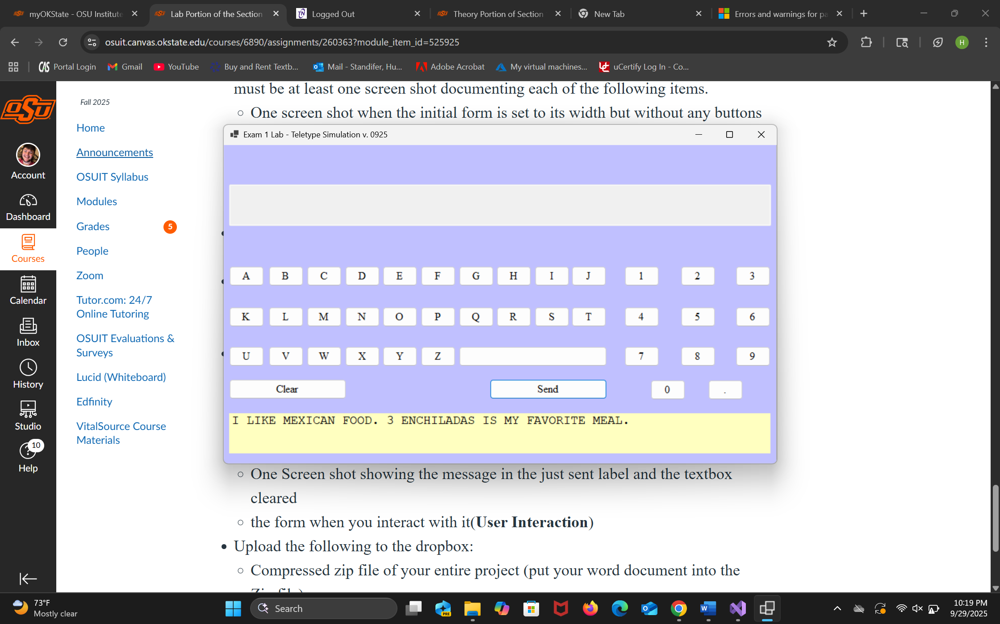 myOKState - OSU Institute
Lab Portion of the Section
Logged Out
Theory Portion of Section
New Tab
Errors and warnings for pa
osuit.canvas.okstate.edu/courses/6890/assignments/260363?module_item_id=525925
H
CAS Portal Login
Gmail
YouTube
Buy and Rent Textb...
Mail - Standifer, Hu...
Adobe Acrobat
My virtual machines...
uCertify Log In - Co...
OSU
Account
Dashboard
Courses
Calendar
Inbox
History
Studio
10
Help
Fall 2025
Home
Announcements
OSUIT Syllabus
Modules
Grades 5
People
Zoom
Tutor.com: 24/7
Online Tutoring
OSUIT Evaluations &
Surveys
Lucid (Whiteboard)
Edfinity
VitalSource Course
Materials
must be at least one screen shot documenting each of the following items.
One screen shot when the initial form is set to its width but without any buttons
Exam 1 Lab - Teletype Simulation v. 0925
A B C D E F G H I J 1 2 3
K L M N O P Q R S T 4 5 6
U V W X Y Z 7 8 9
Clear Send 0 .
I LIKE MEXICAN FOOD. 3 ENCHILADAS IS MY FAVORITE MEAL.
One Screen shot showing the message in the just sent label and the textbox
cleared
the form when you interact with it(User Interaction)
Upload the following to the dropbox:
Compressed zip file of your entire project (put your word document into the
Zip file)
73°F
Mostly clear
Search
PRE
10:19 PM
9/29/2025